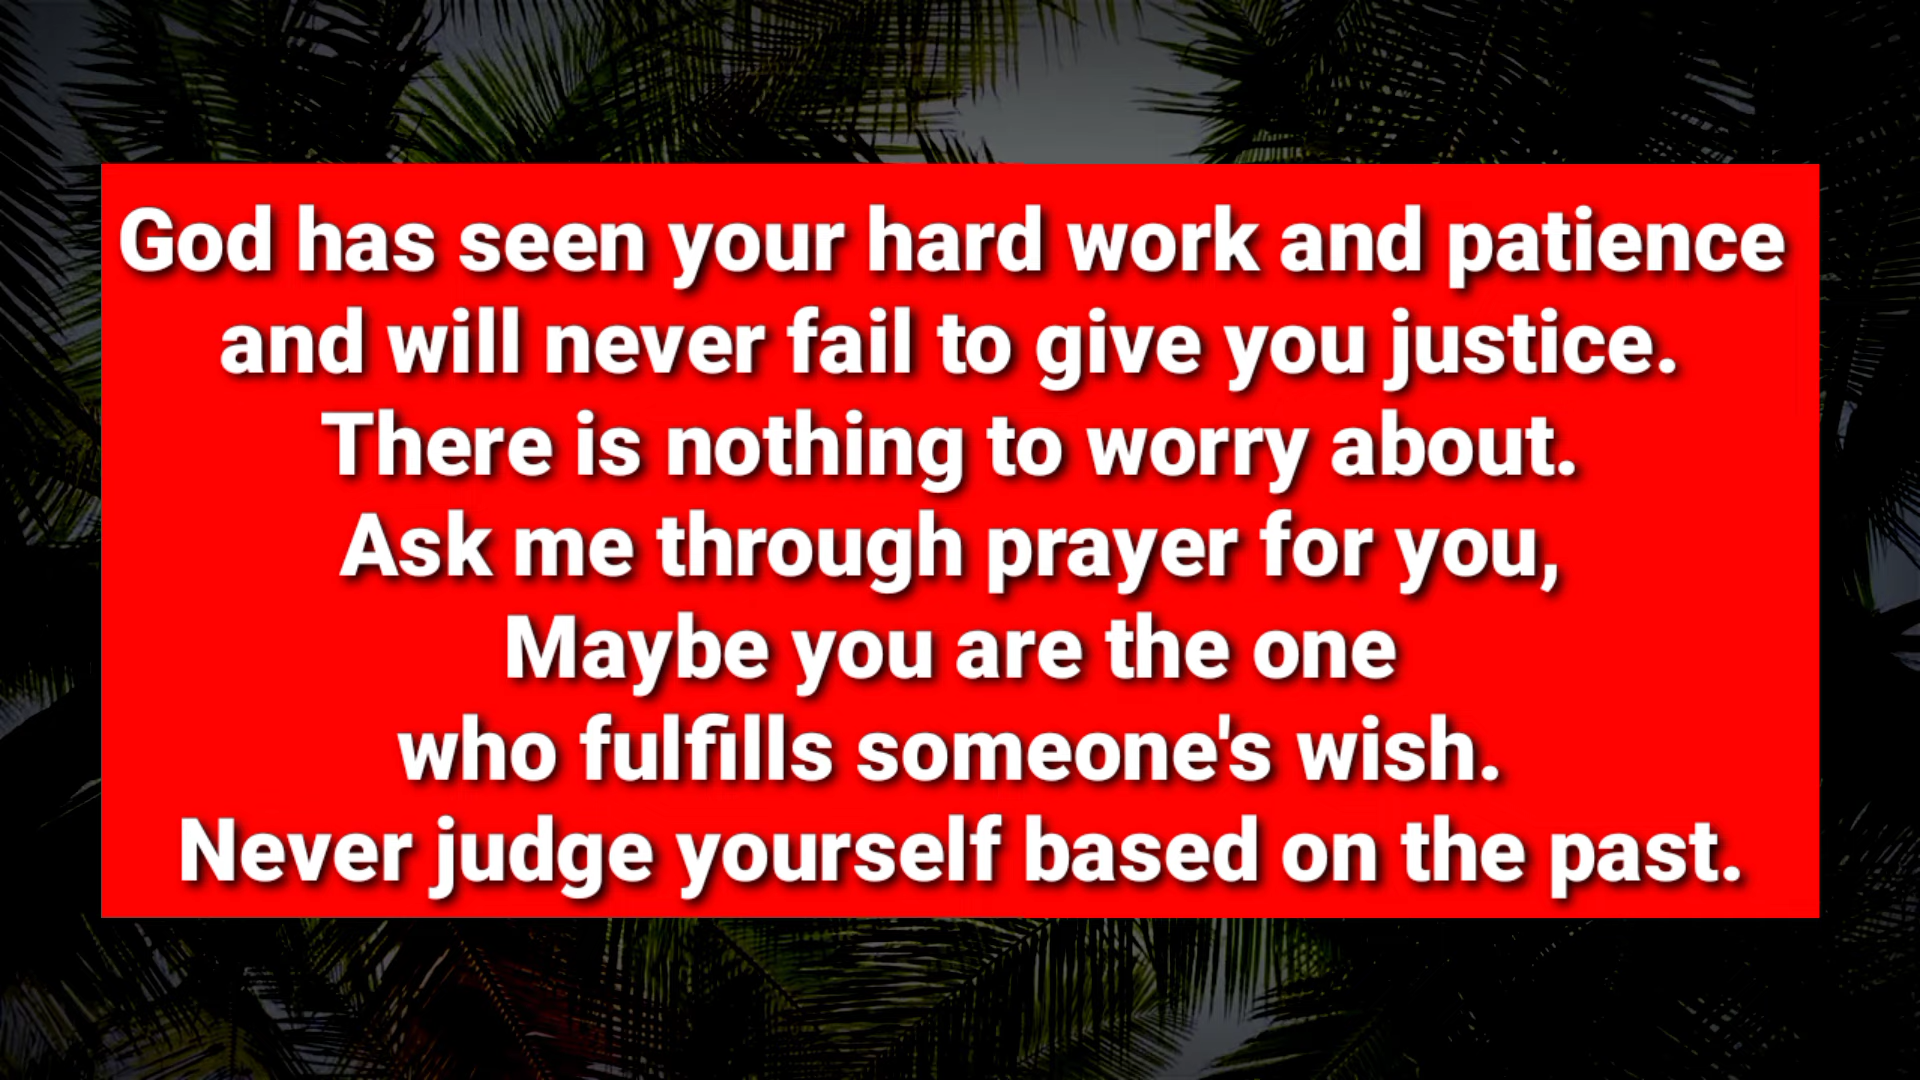 God has seen your hard work and patience
and will never fail to give you justice.
There is nothing to worry about.
Ask me through prayer for you,
Maybe you are the one
who fulfills someone's wish.
Never judge yourself based on the past.